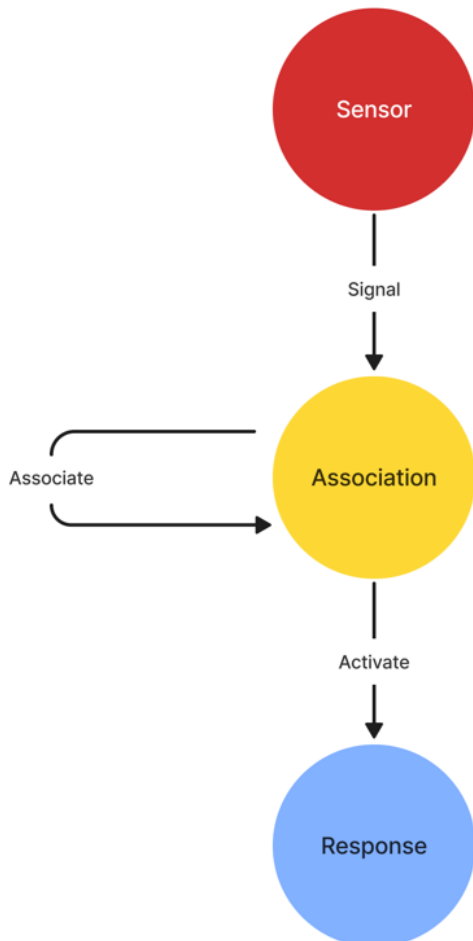 Sensor
Signal
Associate
Association
Activate
Response